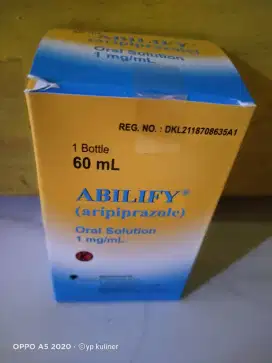 ABILIFY®
(aripiprazole)
Oral Solution
1 mg/mL
REG. NO. : DKL2118708635A1
1 Bottle
60 mL
ABILIFY®
(aripiprazole)
Oral Solution
1 mg/mL
OPPO A5 2020 · ©yp kuliner